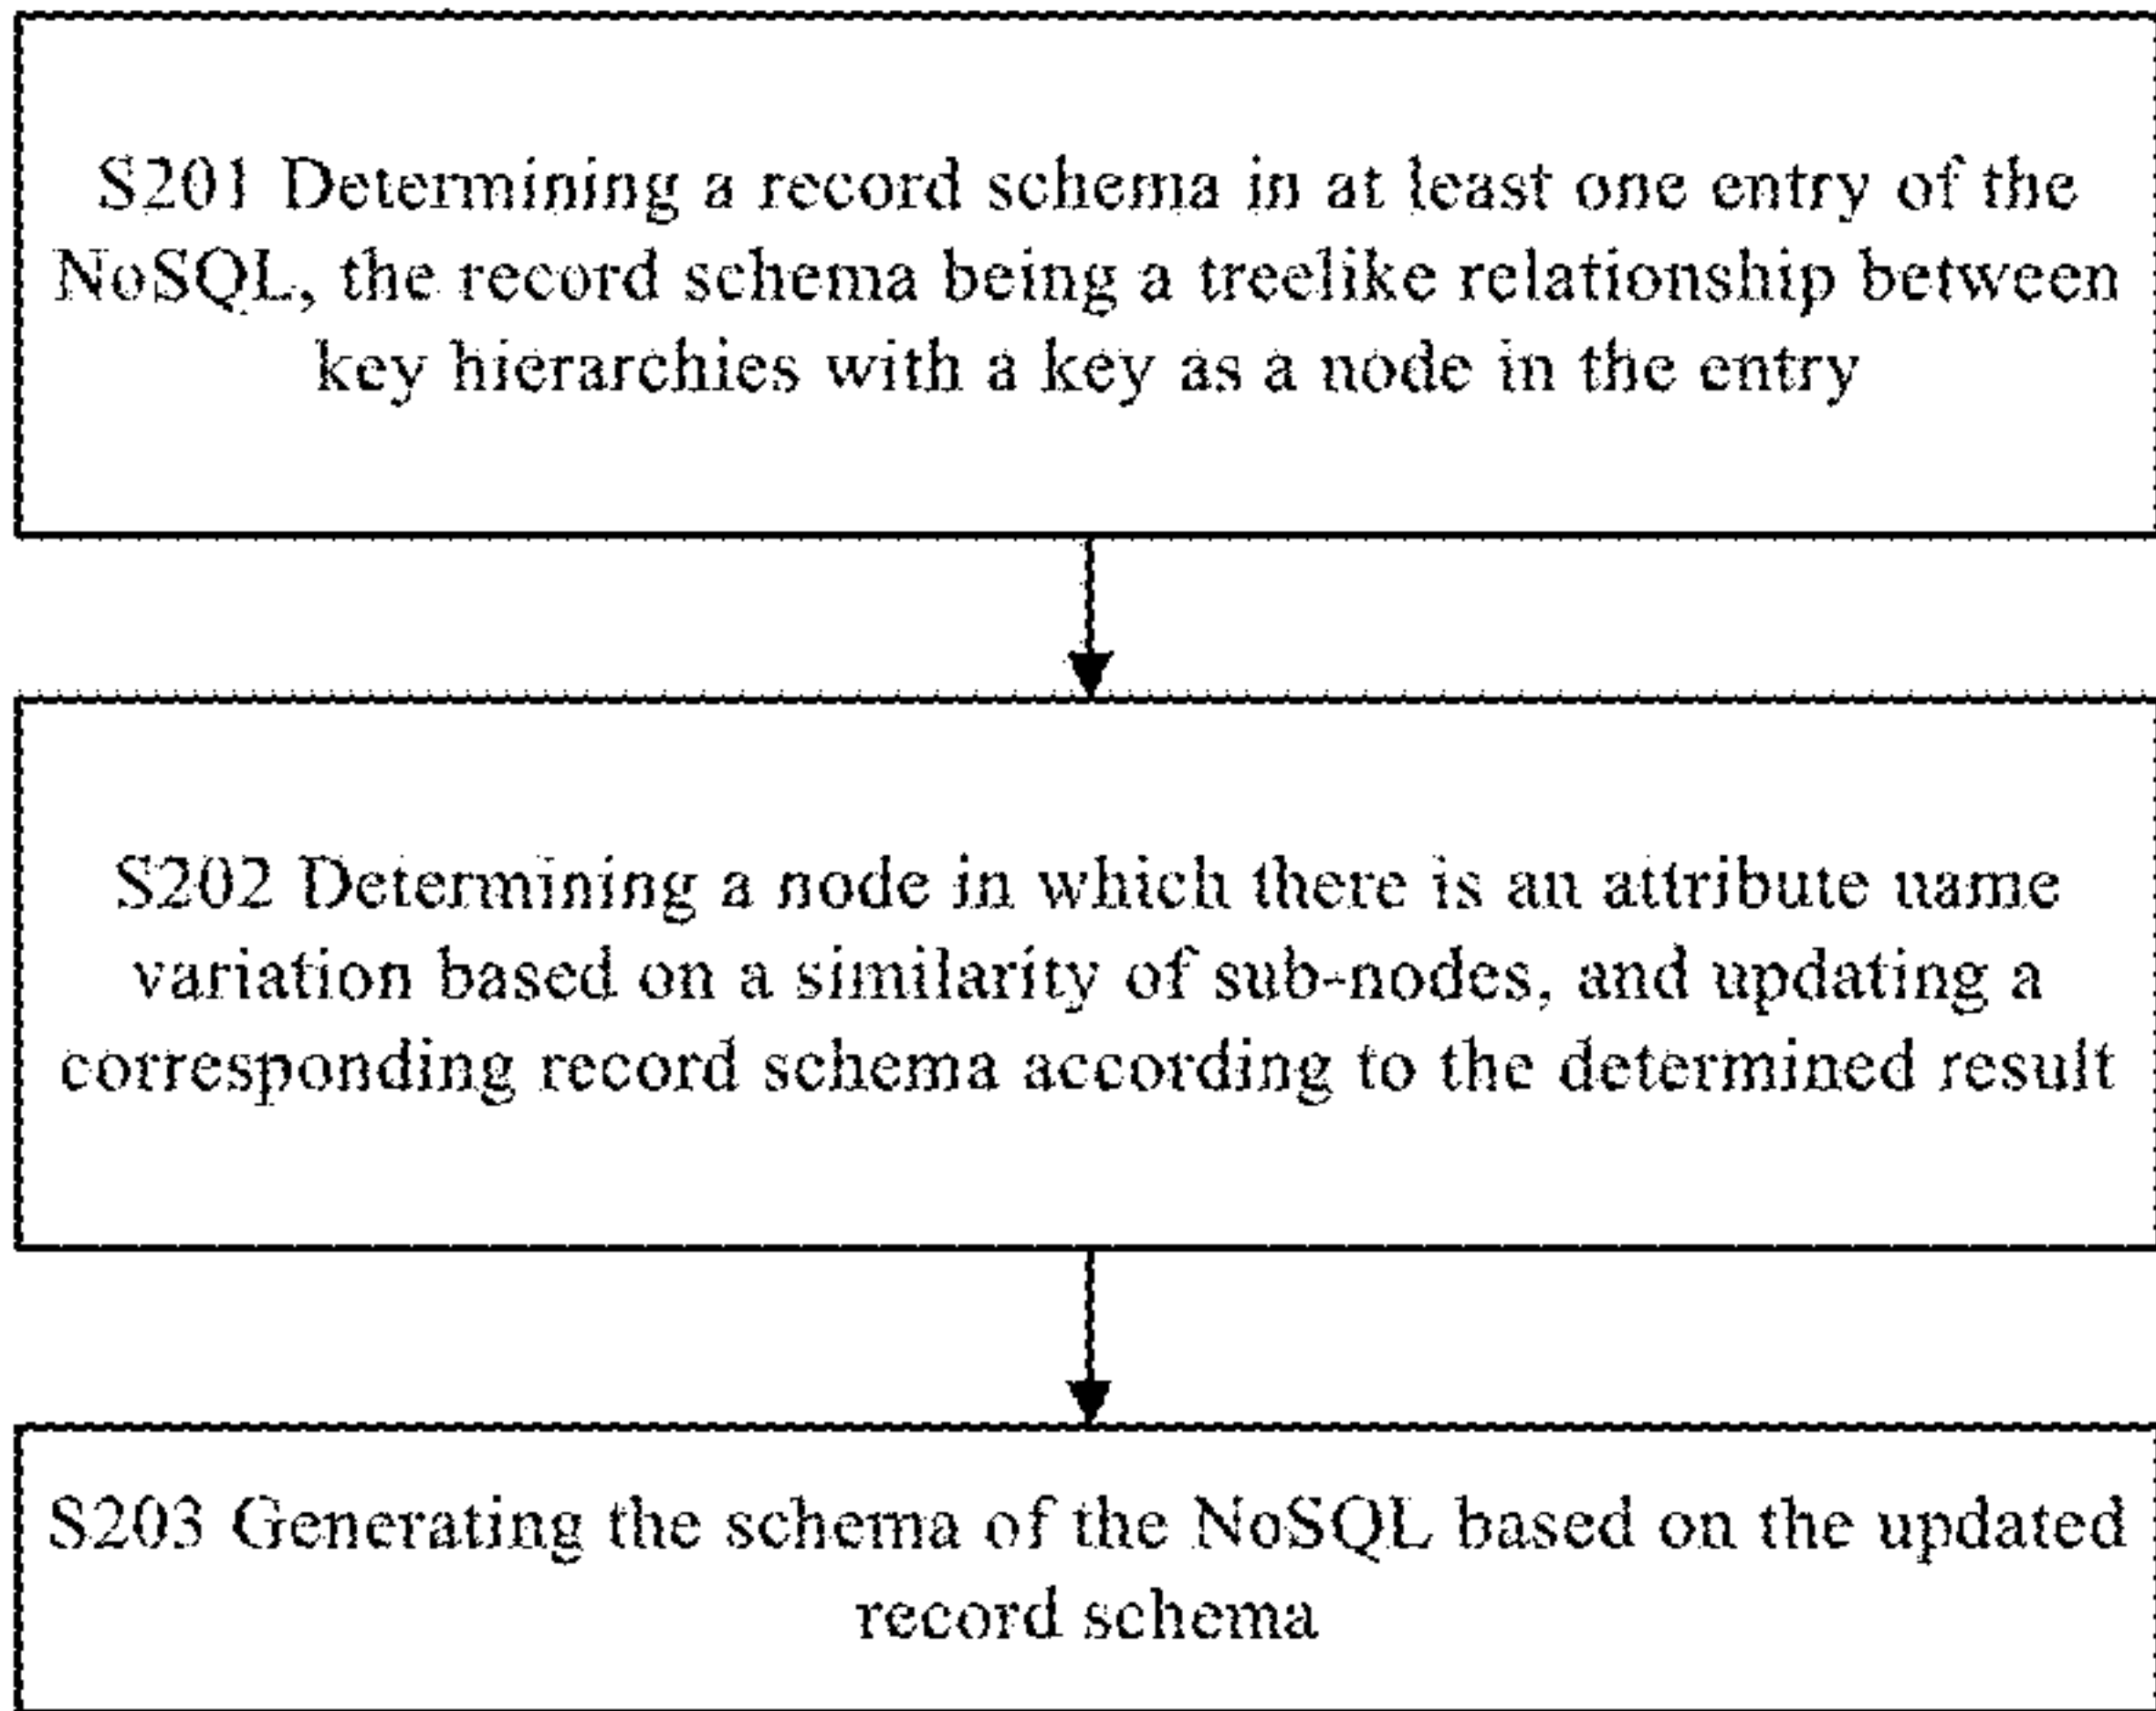 S201 Determining a record schema in at least one entry of the
NoSQL, the record schema being a treelike relationship between
key hierarchies with a key as a node in the entry
S202 Determining a node in which there is an attribute name
variation based on a similarity of sub-nodes, and updating a
corresponding record schema according to the determined result
S203 Generating the schema of the NoSQL based on the updated
record schema